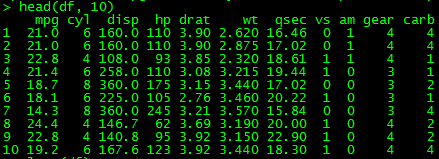 > head(df, 10)
mpg cyl disp hp drat wt qsec vs am gear carb
1 21.0 6 160.0 110 3.90 2.620 16.46 0 1 4 4
2 21.0 6 160.0 110 3.90 2.875 17.02 0 1 4 4
3 22.8 4 108.0 93 3.85 2.320 18.61 1 1 4 1
4 21.4 6 258.0 110 3.08 3.215 19.44 1 0 3 1
5 18.7 8 360.0 175 3.15 3.440 17.02 0 0 3 2
6 18.1 6 225.0 105 2.76 3.460 20.22 1 0 3 1
7 14.3 8 360.0 245 3.21 3.570 15.84 0 0 3 4
8 24.4 4 146.7 62 3.69 3.190 20.00 1 0 4 2
9 22.8 4 140.8 95 3.92 3.150 22.90 1 0 4 2
10 19.2 6 167.6 123 3.92 3.440 18.30 1 0 4 4